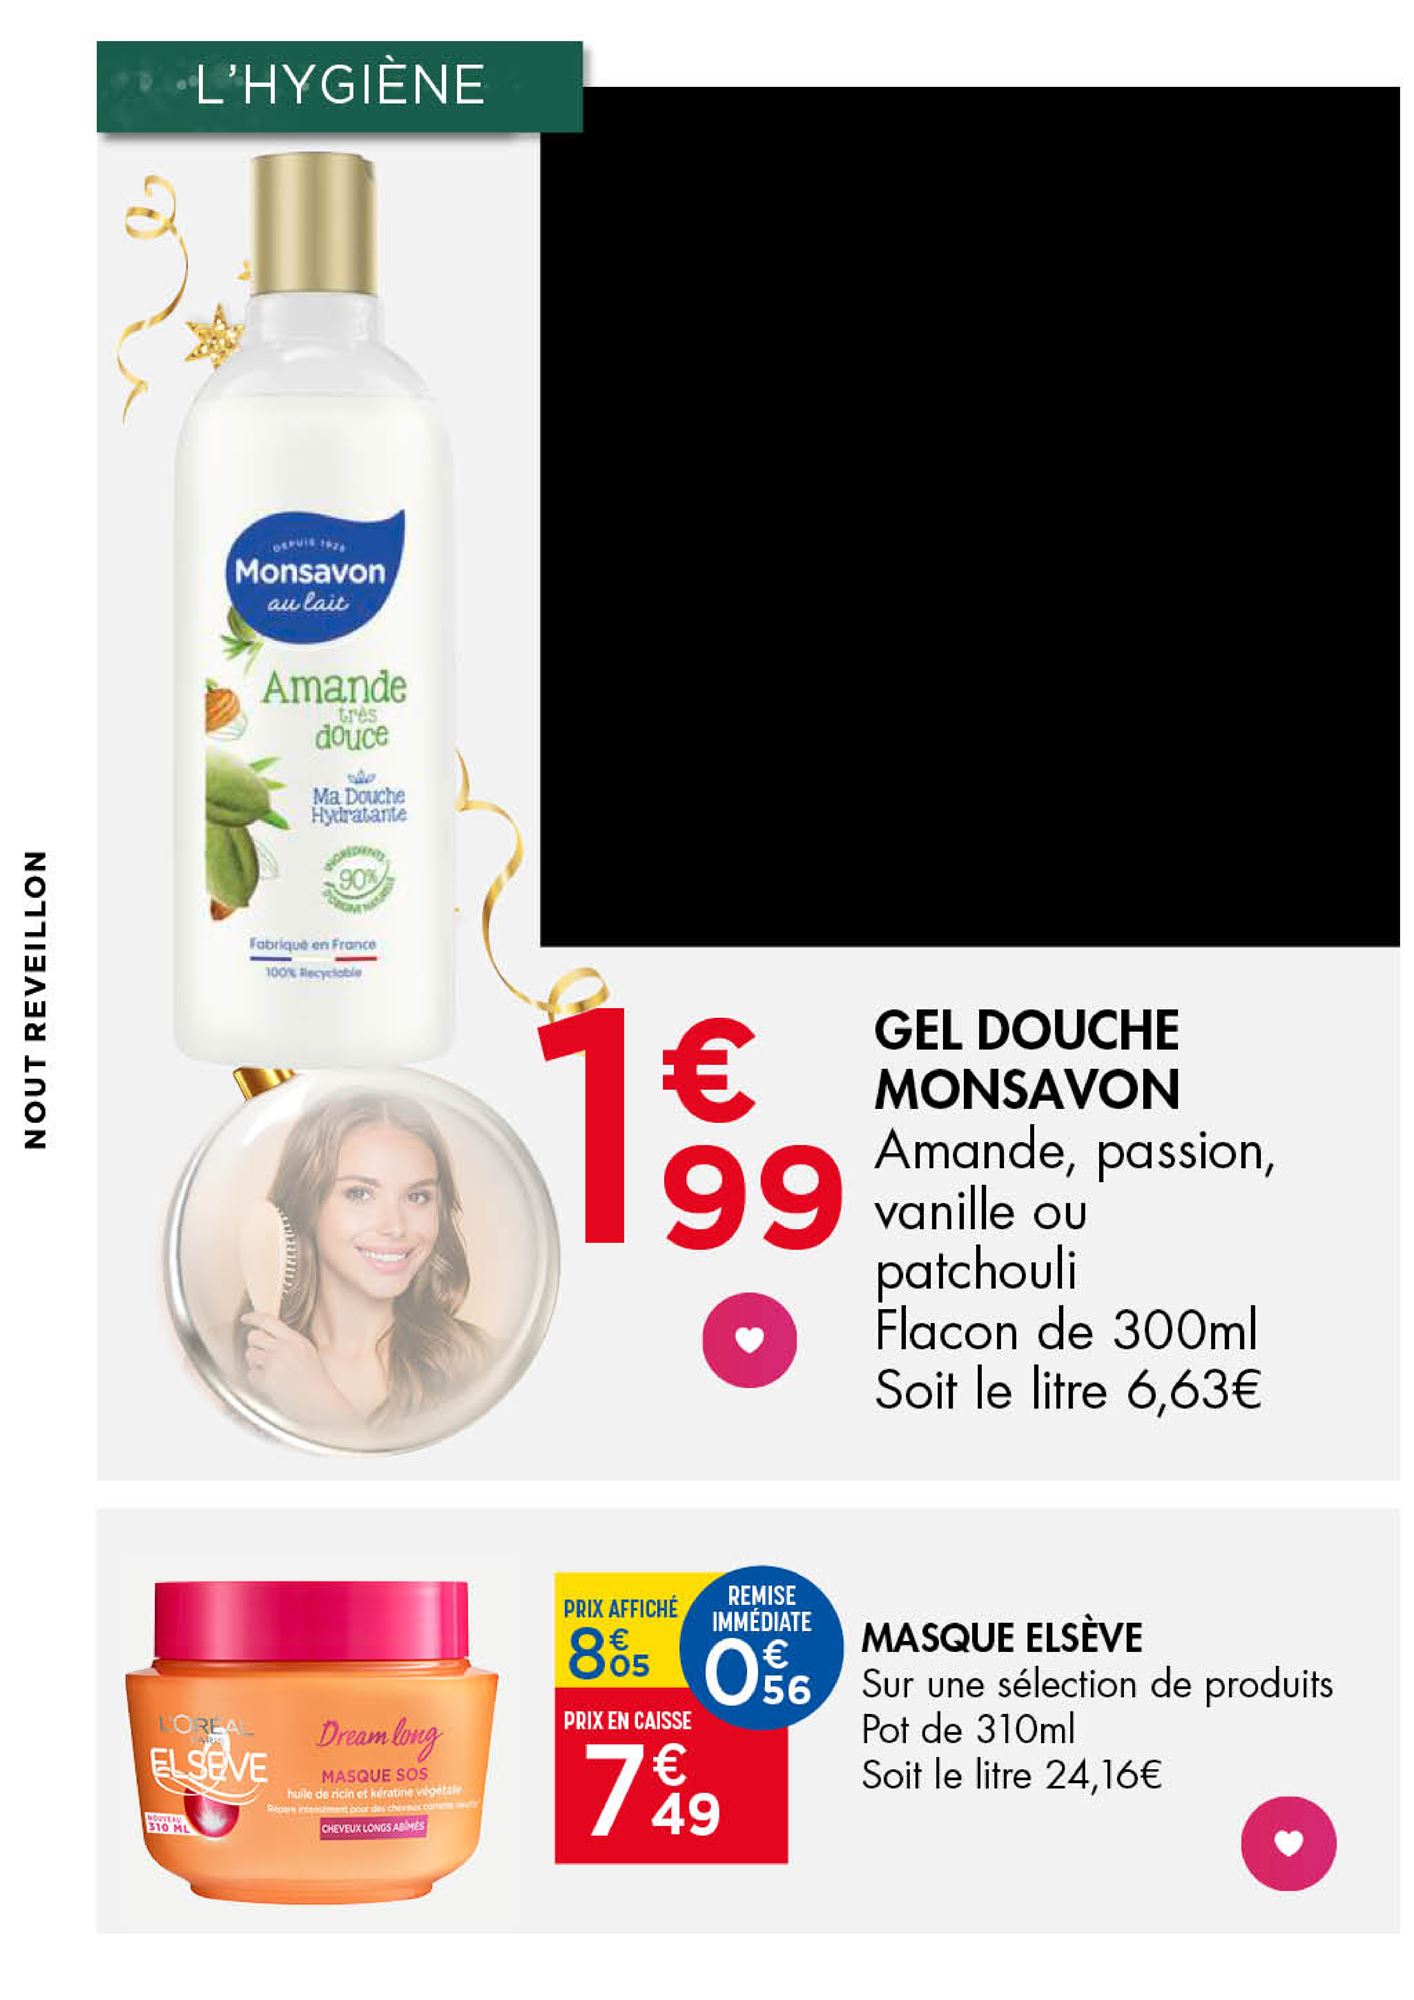 L'HYGIÈNE
NOUT REVEILLON
DEPUIS 1925
Monsavon
au lait
Amande
très
douce
Ma Douche
Hydratante
INGRÉDIENTS
90%
D'ORIGINE NATURELLE
Fabriqué en France
100% Recyclable
1€
99
GEL DOUCHE
MONSAVON
Amande, passion,
vanille ou
patchouli
Flacon de 300ml
Soit le litre 6,63€
L'ORÉAL
PARIS
ELSEVE
Dream long
MASQUE SOS
huile de ricin et kératine végétale
NOUVEAU
310 ML
CHEVEUX LONGS ABÎMÉS
PRIX AFFICHÉ
8€05
REMISE
IMMÉDIATE
0€56
PRIX EN CAISSE
7€49
MASQUE ELSÈVE
Sur une sélection de produits
Pot de 310ml
Soit le litre 24,16€